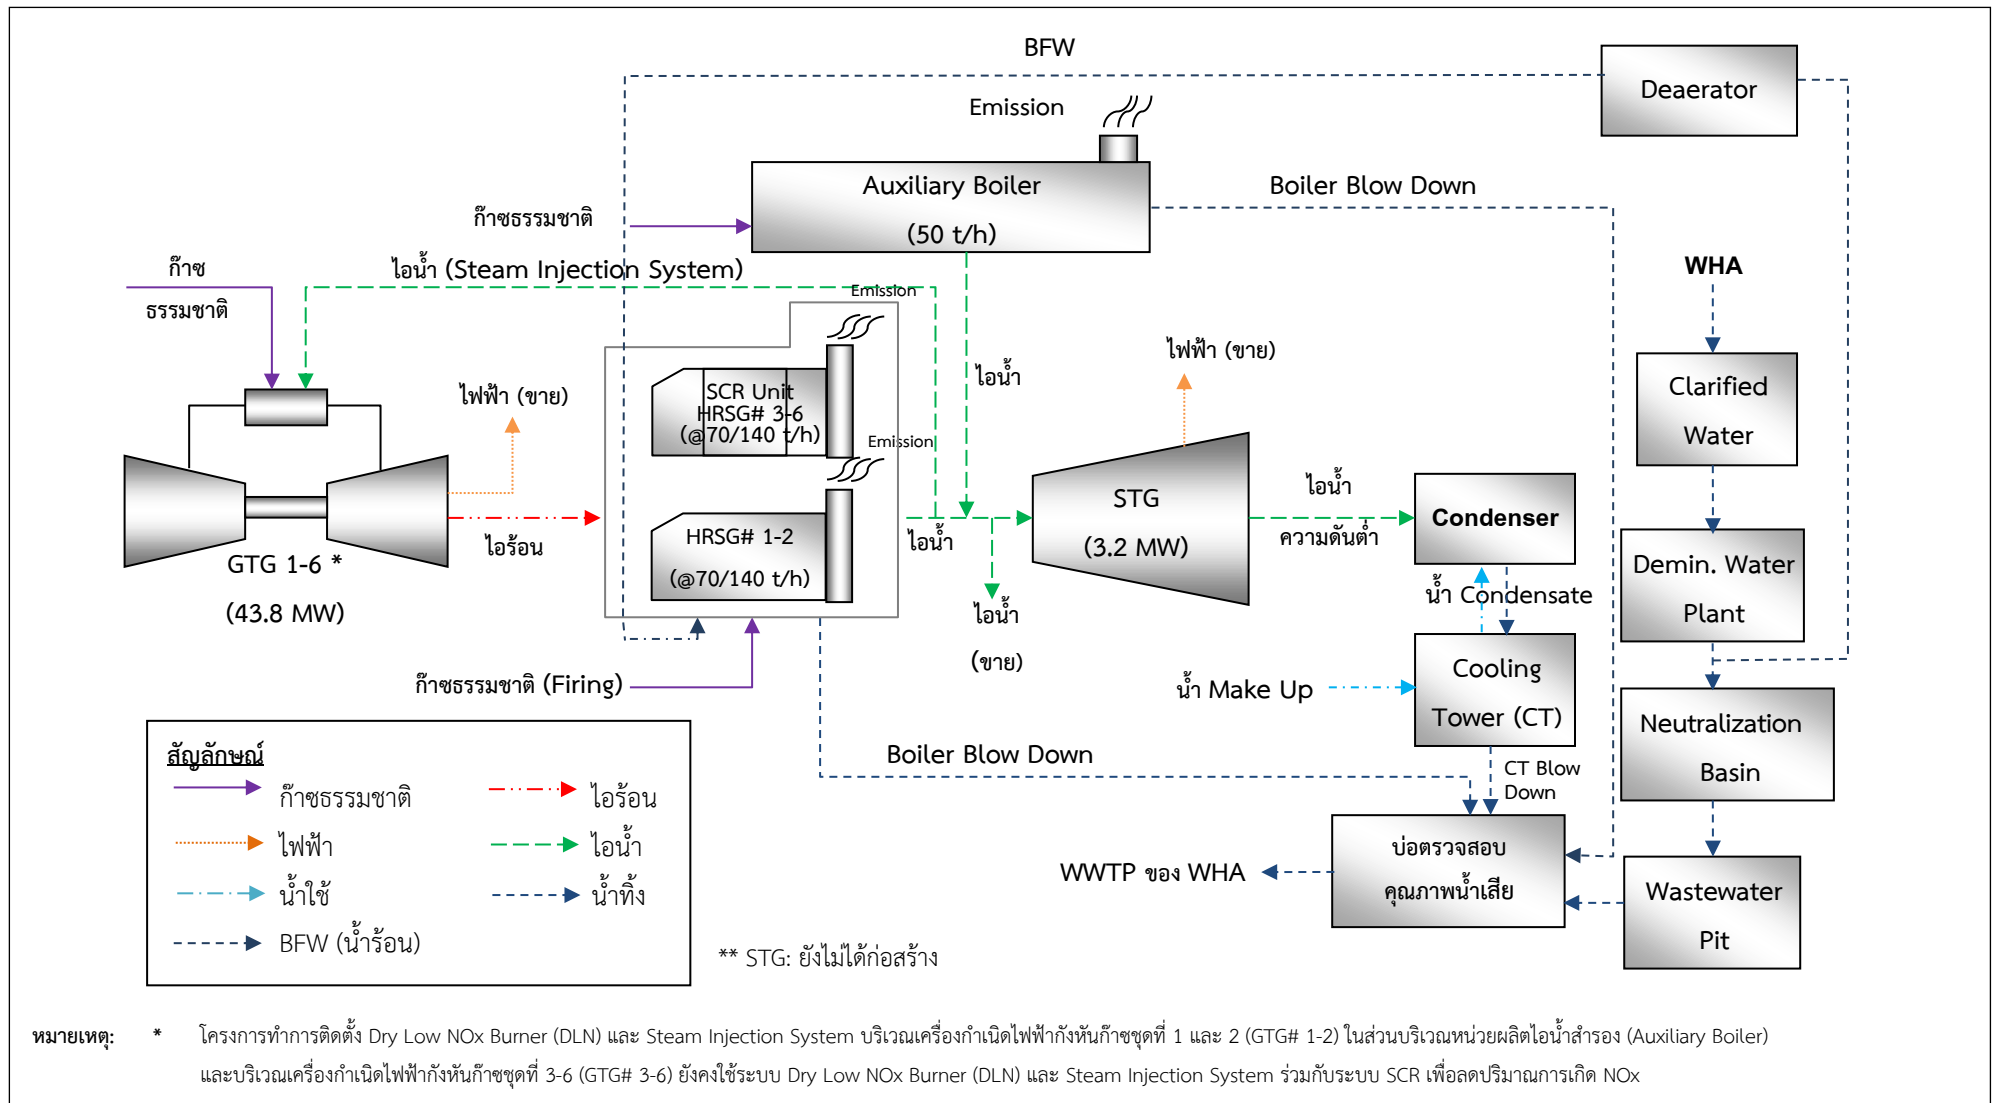 BFW
Deaerator
Emission
Auxiliary Boiler
(50 t/h)
Boiler Blow Down
ก๊าซธรรมชาติ
ก๊าซ
ธรรมชาติ
ไอน้ำ (Steam Injection System)
WHA
Emission
ไฟฟ้า (ขาย)
ไอน้ำ
ไฟฟ้า (ขาย)
Clarified
Water
SCR Unit
HRSG# 3-6
(@70/140 t/h)
Emission
GTG 1-6 *
(43.8 MW)
ไอร้อน
HRSG# 1-2
(@70/140 t/h)
ไอน้ำ
ไอน้ำ
(ขาย)
STG
(3.2 MW)
ไอน้ำ
ความดันต่ำ
Condenser
Demin. Water
Plant
น้ำ Condensate
ก๊าซธรรมชาติ (Firing)
น้ำ Make Up
Cooling
Tower (CT)
Neutralization
Basin
Boiler Blow Down
CT Blow
Down
บ่อตรวจสอบ
คุณภาพน้ำเสีย
WWTP ของ WHA
Wastewater
Pit
สัญลักษณ์
ก๊าซธรรมชาติ
ไอร้อน
ไฟฟ้า
ไอน้ำ
น้ำใช้
น้ำทิ้ง
BFW (น้ำร้อน)
** STG: ยังไม่ได้ก่อสร้าง
หมายเหตุ: * โครงการทำการติดตั้ง Dry Low NOx Burner (DLN) และ Steam Injection System บริเวณเครื่องกำเนิดไฟฟ้ากังหันก๊าซชุดที่ 1 และ 2 (GTG# 1-2) ในส่วนบริเวณหน่วยผลิตไอน้ำสำรอง (Auxiliary Boiler)
และบริเวณเครื่องกำเนิดไฟฟ้ากังหันก๊าซชุดที่ 3-6 (GTG# 3-6) ยังคงใช้ระบบ Dry Low NOx Burner (DLN) และ Steam Injection System ร่วมกับระบบ SCR เพื่อลดปริมาณการเกิด NOx